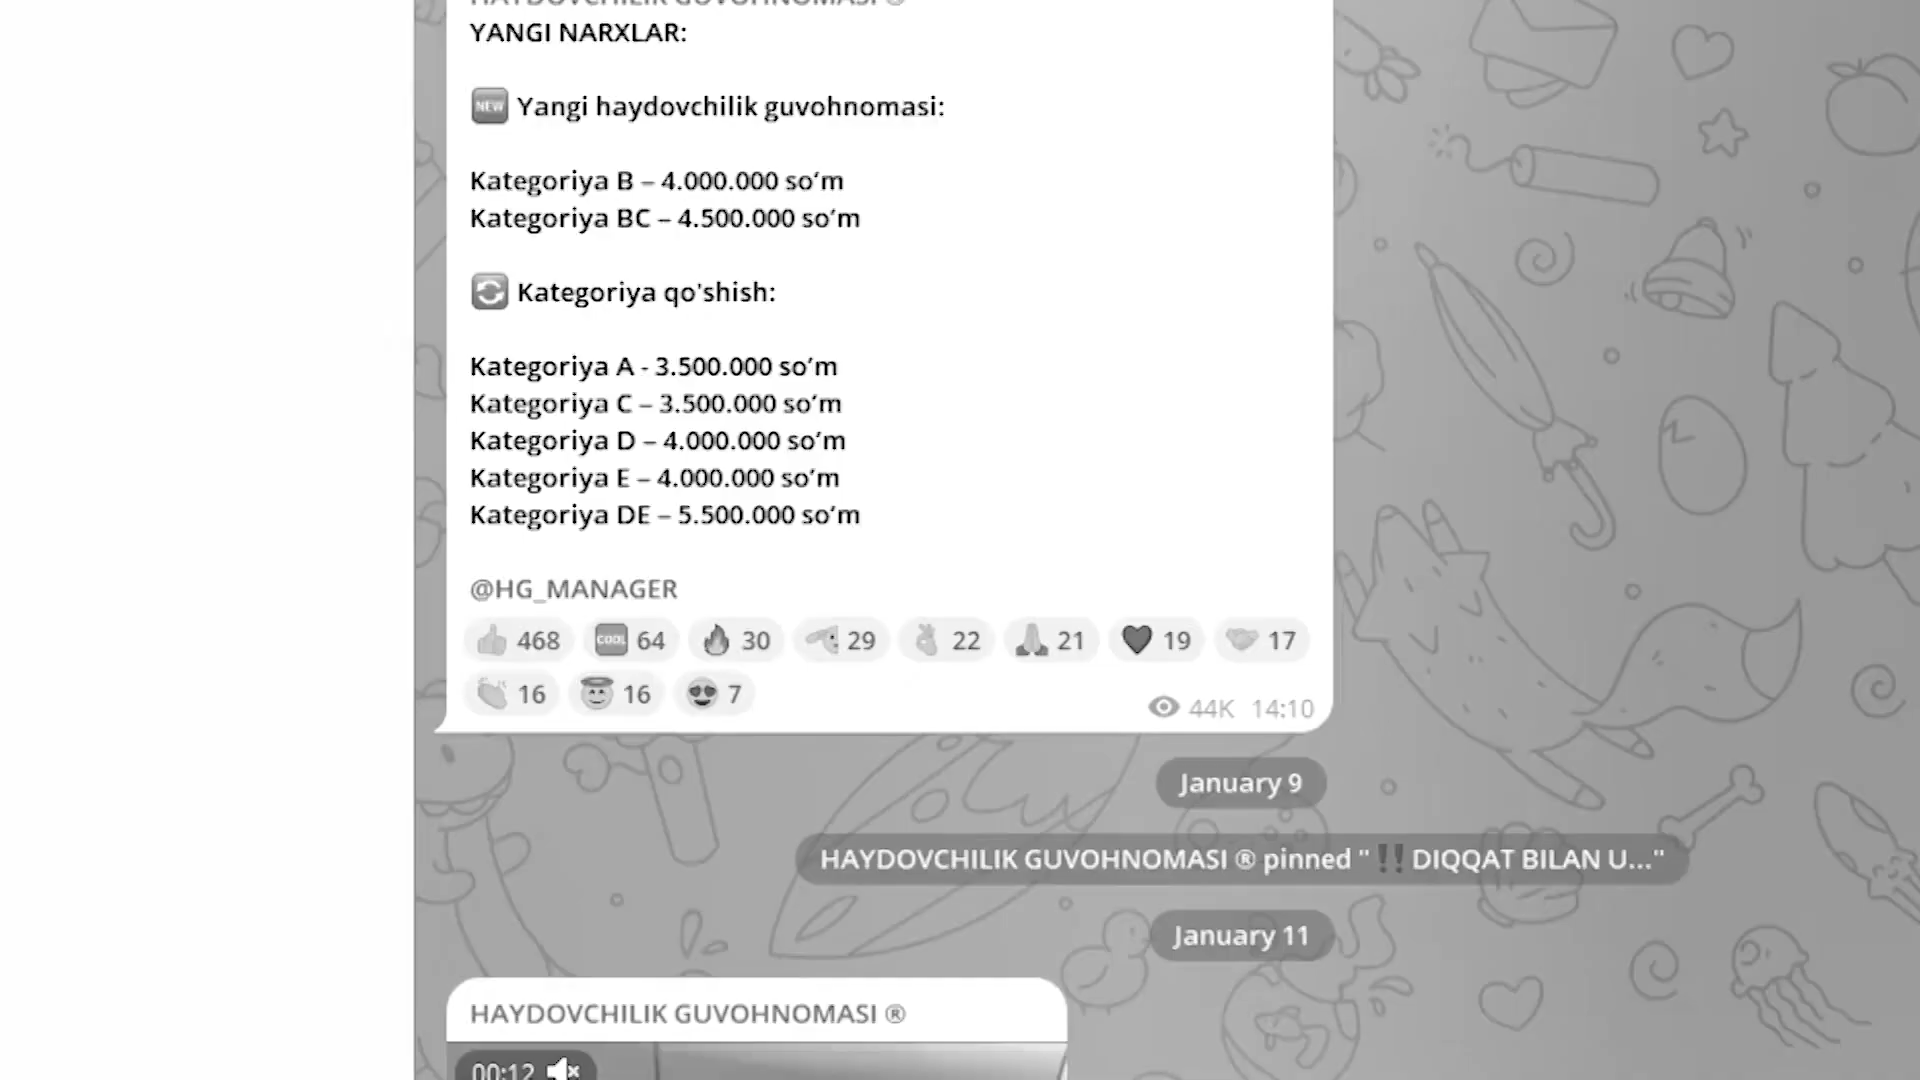 HAYDOVCHILIK GUVOHNOMASI ®
YANGI NARXLAR:
NEW Yangi haydovchilik guvohnomasi:
Kategoriya B – 4.000.000 so‘m
Kategoriya BC – 4.500.000 so‘m
Kategoriya qo'shish:
Kategoriya A - 3.500.000 so‘m
Kategoriya C – 3.500.000 so‘m
Kategoriya D – 4.000.000 so‘m
Kategoriya E – 4.000.000 so‘m
Kategoriya DE – 5.500.000 so‘m
@HG_MANAGER
468 COOL 64 30 29 22 21 19 17
16 16 7
44K 14:10
January 9
HAYDOVCHILIK GUVOHNOMASI ® pinned "‼ DIQQAT BILAN U..."
January 11
HAYDOVCHILIK GUVOHNOMASI ®
00:12